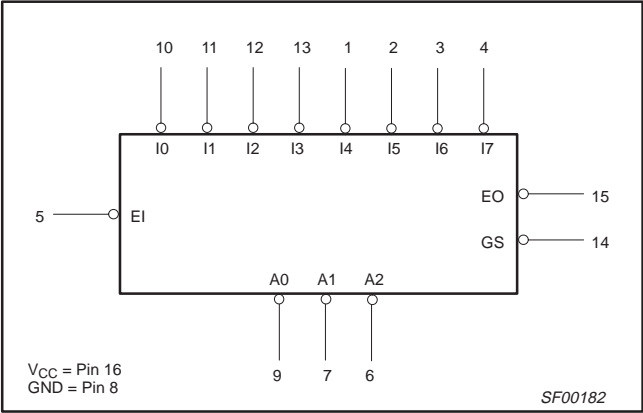 10 11 12 13 1 2 3 4
I0 I1 I2 I3 I4 I5 I6 I7
EO 15
5 EI
GS 14
A0 A1 A2
VCC = Pin 16
9 7 6
GND = Pin 8
SF00182